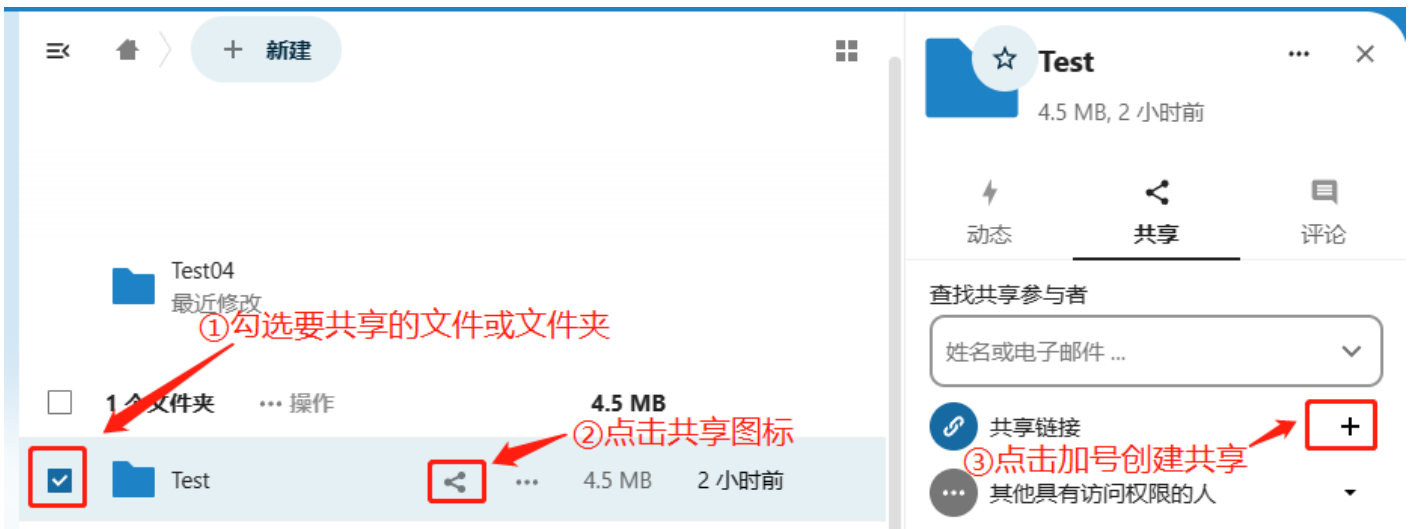 新建
Test04
最近修改
①勾选要共享的文件或文件夹
1 个文件夹 ··· 操作 4.5 MB
②点击共享图标
Test ··· 4.5 MB 2 小时前
Test
4.5 MB, 2 小时前
动态 共享 评论
查找共享参与者
姓名或电子邮件 ...
共享链接
③点击加号创建共享
其他具有访问权限的人